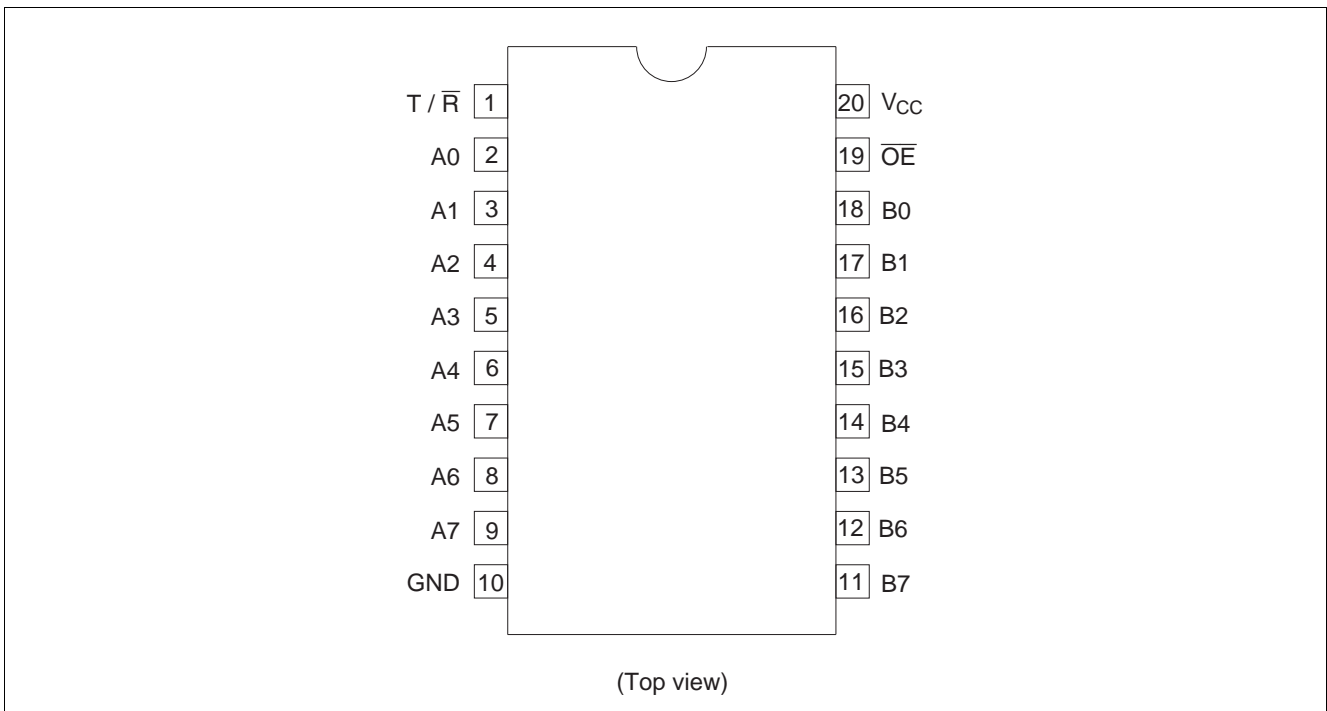 T / R̅ 1 20 VCC
A0 2 19 O̅E̅
A1 3 18 B0
A2 4 17 B1
A3 5 16 B2
A4 6 15 B3
A5 7 14 B4
A6 8 13 B5
A7 9 12 B6
GND 10 11 B7
(Top view)